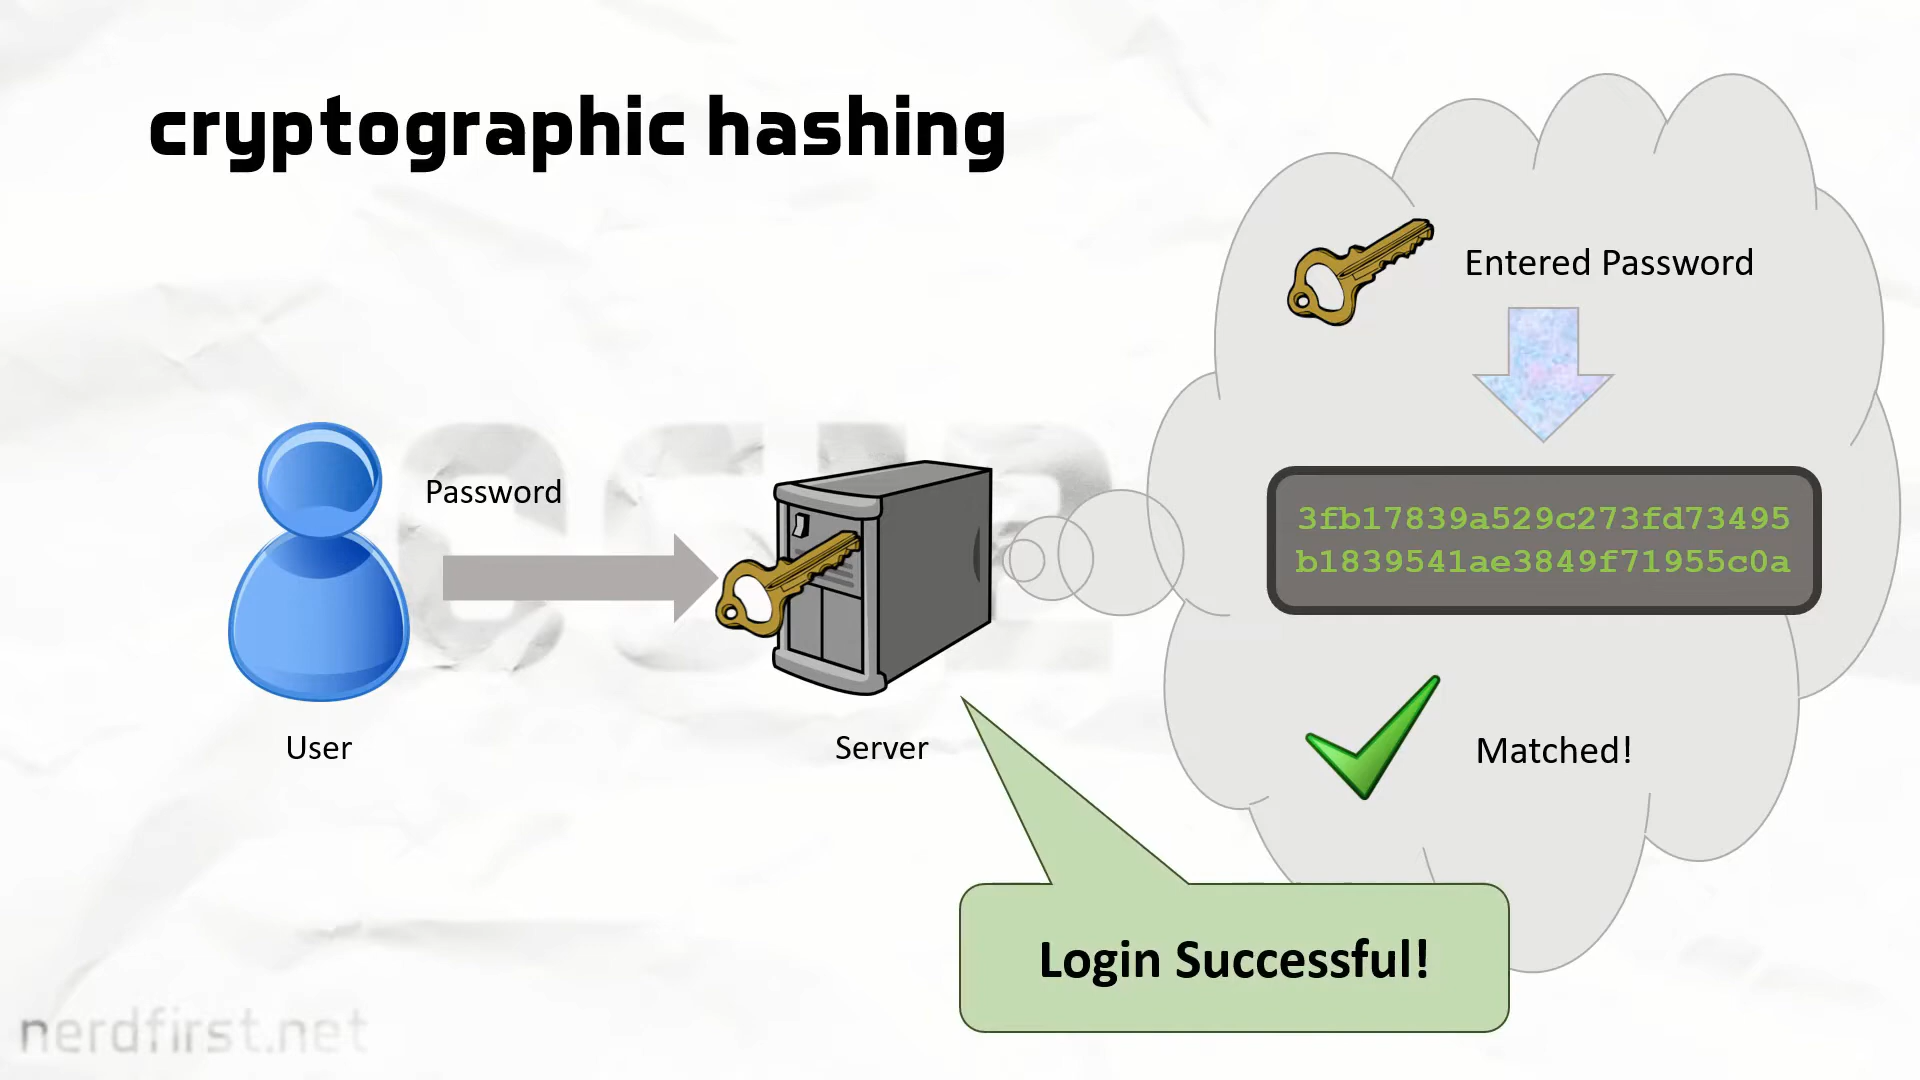 cryptographic hashing
Entered Password
Password
3fb17839a529c273fd73495
b1839541ae3849f71955c0a
User
Server
Matched!
Login Successful!
nerdfirst.net